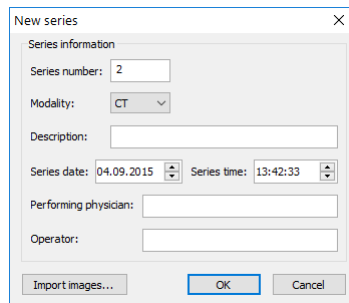 New series
Series information
Series number: 2
Modality: CT
Description:
Series date: 04.09.2015 Series time: 13:42:33
Performing physician:
Operator:
Import images... OK Cancel